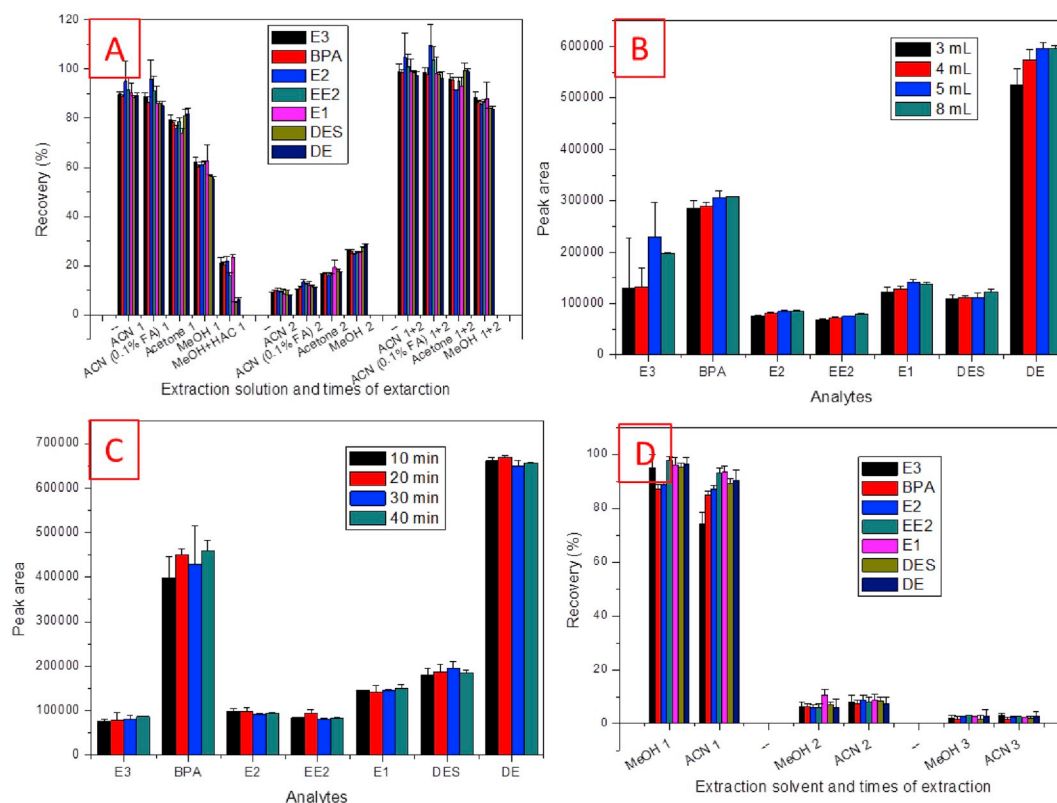 A
120
100
80
60
40
20
0
Recovery (%)
E3
BPA
E2
EE2
E1
DES
DE
--
ACN 1
ACN (0.1% FA) 1
Acetone 1
MeOH 1
MeOH+HAC 1
--
ACN 2
ACN (0.1% FA) 2
Acetone 2
MeOH 2
--
ACN 1+2
ACN (0.1% FA) 1+2
Acetone 1+2
MeOH 1+2
Extraction solution and times of extarction
B
600000
500000
400000
300000
200000
100000
0
Peak area
3 mL
4 mL
5 mL
8 mL
E3 BPA E2 EE2 E1 DES DE
Analytes
C
700000
600000
500000
400000
300000
200000
100000
0
Peak area
10 min
20 min
30 min
40 min
E3 BPA E2 EE2 E1 DES DE
Analytes
D
100
80
60
40
20
0
Recovery (%)
E3
BPA
E2
EE2
E1
DES
DE
MeOH 1
ACN 1
--
MeOH 2
ACN 2
--
MeOH 3
ACN 3
Extraction solvent and times of extraction